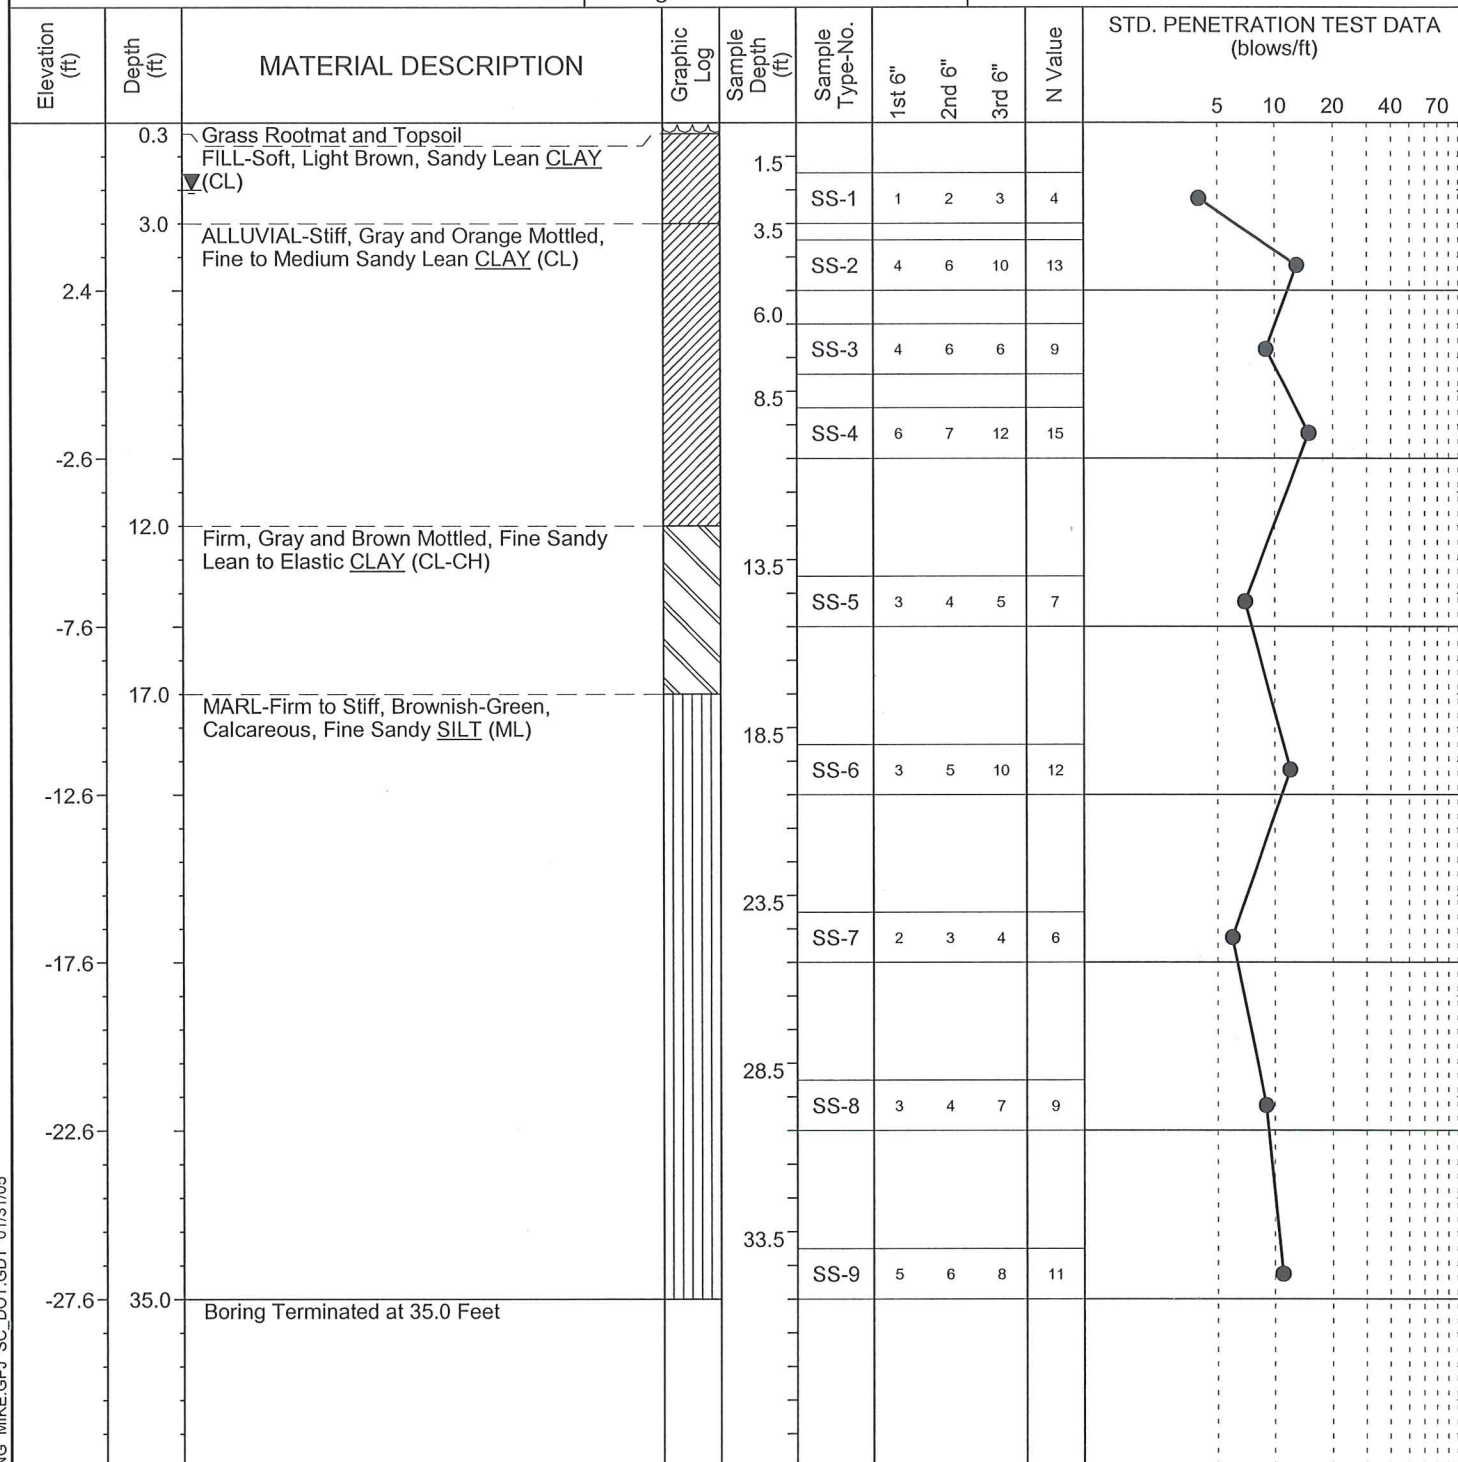 Elevation (ft)
Depth (ft)
MATERIAL DESCRIPTION
Graphic Log
Sample Depth (ft)
Sample Type-No.
1st 6"
2nd 6"
3rd 6"
N Value
STD. PENETRATION TEST DATA
(blows/ft)
5 10 20 40 70
0.3 Grass Rootmat and Topsoil
FILL-Soft, Light Brown, Sandy Lean CLAY
(CL)
1.5
SS-1 1 2 3 4
3.0 ALLUVIAL-Stiff, Gray and Orange Mottled,
Fine to Medium Sandy Lean CLAY (CL)
3.5
SS-2 4 6 10 13
2.4
6.0
SS-3 4 6 6 9
8.5
SS-4 6 7 12 15
-2.6
12.0 Firm, Gray and Brown Mottled, Fine Sandy
Lean to Elastic CLAY (CL-CH)
13.5
SS-5 3 4 5 7
-7.6
17.0 MARL-Firm to Stiff, Brownish-Green,
Calcareous, Fine Sandy SILT (ML)
18.5
SS-6 3 5 10 12
-12.6
23.5
SS-7 2 3 4 6
-17.6
28.5
SS-8 3 4 7 9
-22.6
33.5
SS-9 5 6 8 11
-27.6 35.0 Boring Terminated at 35.0 Feet
MIKE.GPJ SC_DOT.GDT